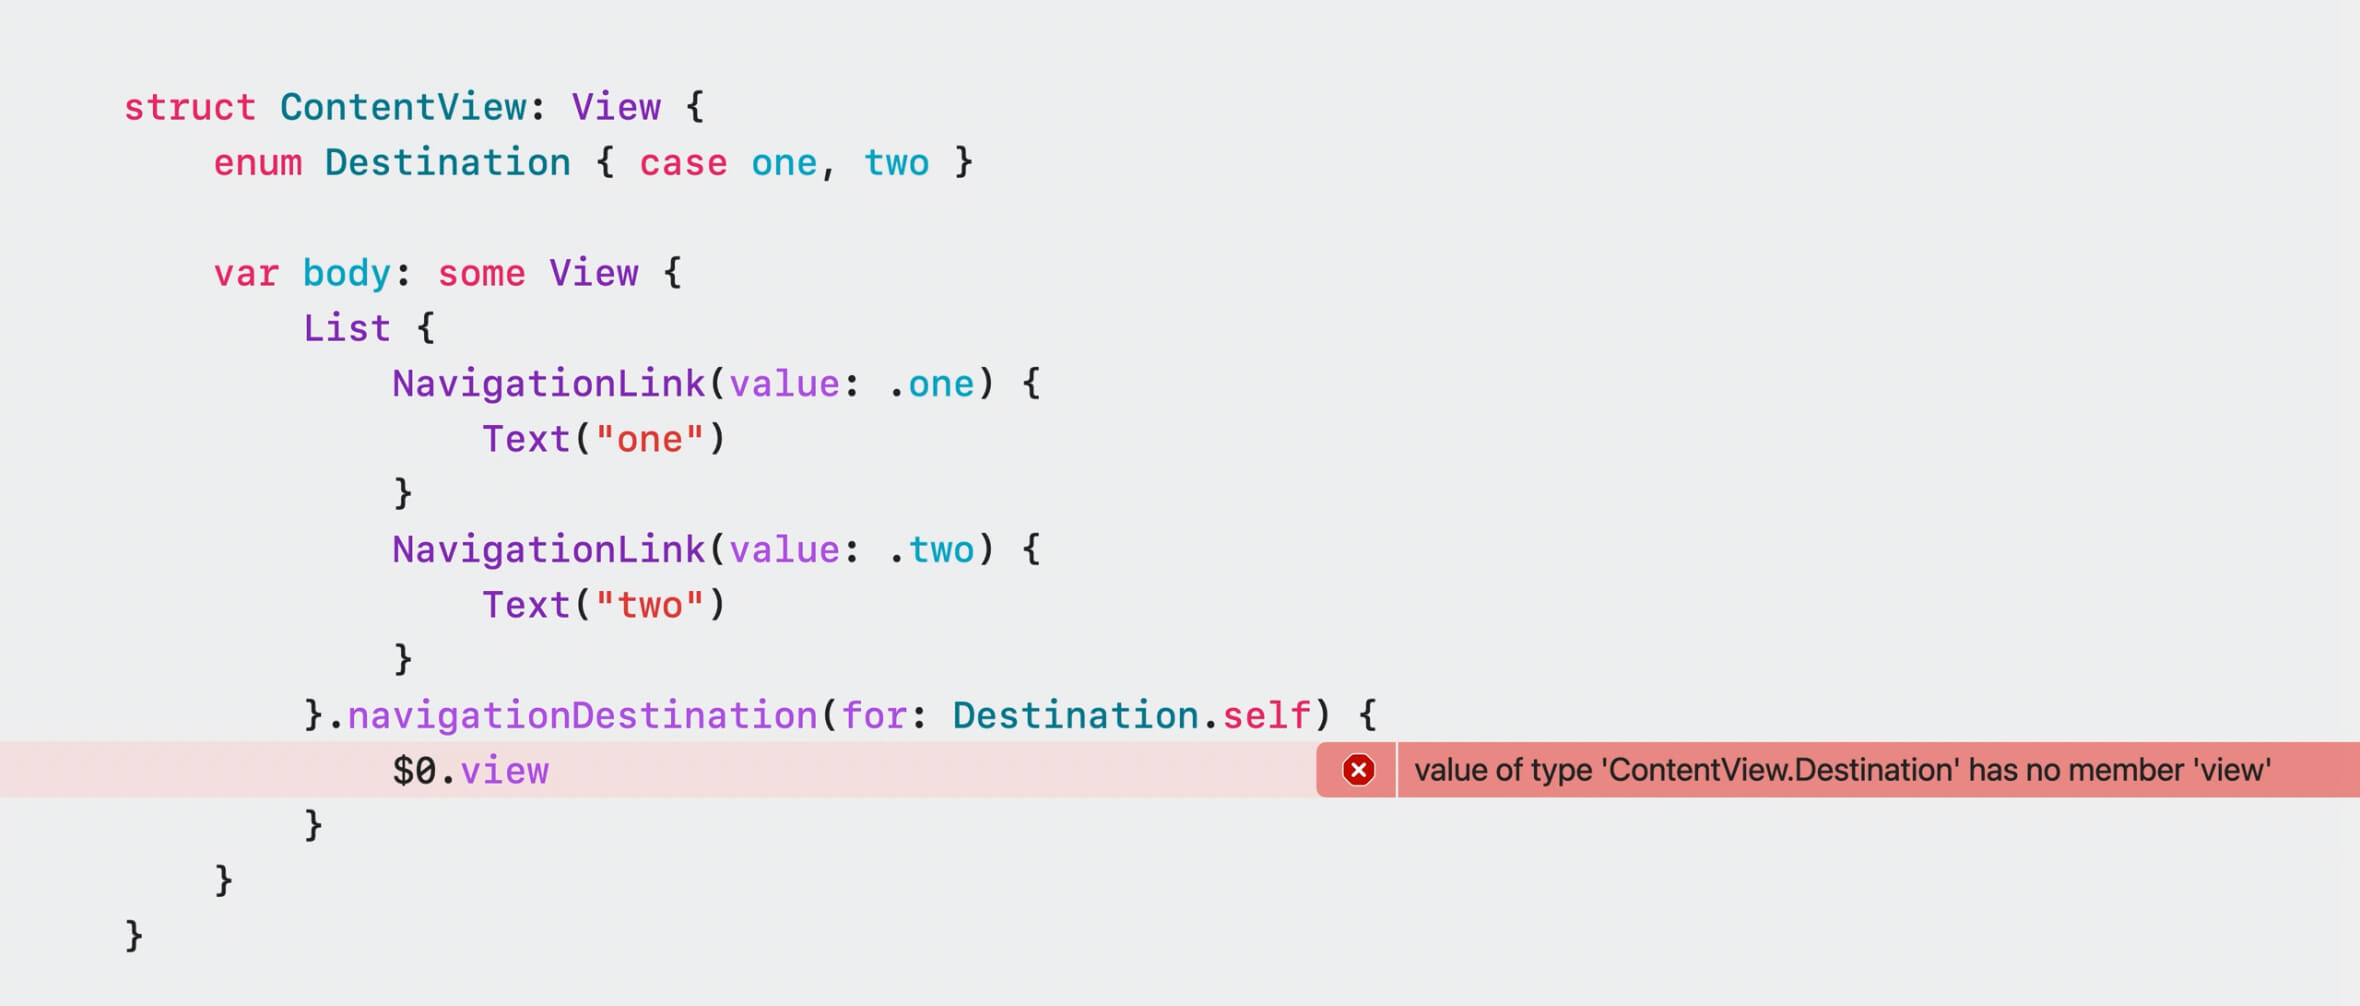 struct ContentView: View {
    enum Destination { case one, two }

    var body: some View {
        List {
            NavigationLink(value: .one) {
                Text("one")
            }
            NavigationLink(value: .two) {
                Text("two")
            }
        }.navigationDestination(for: Destination.self) {
            $0.view value of type 'ContentView.Destination' has no member 'view'
        }
    }
}